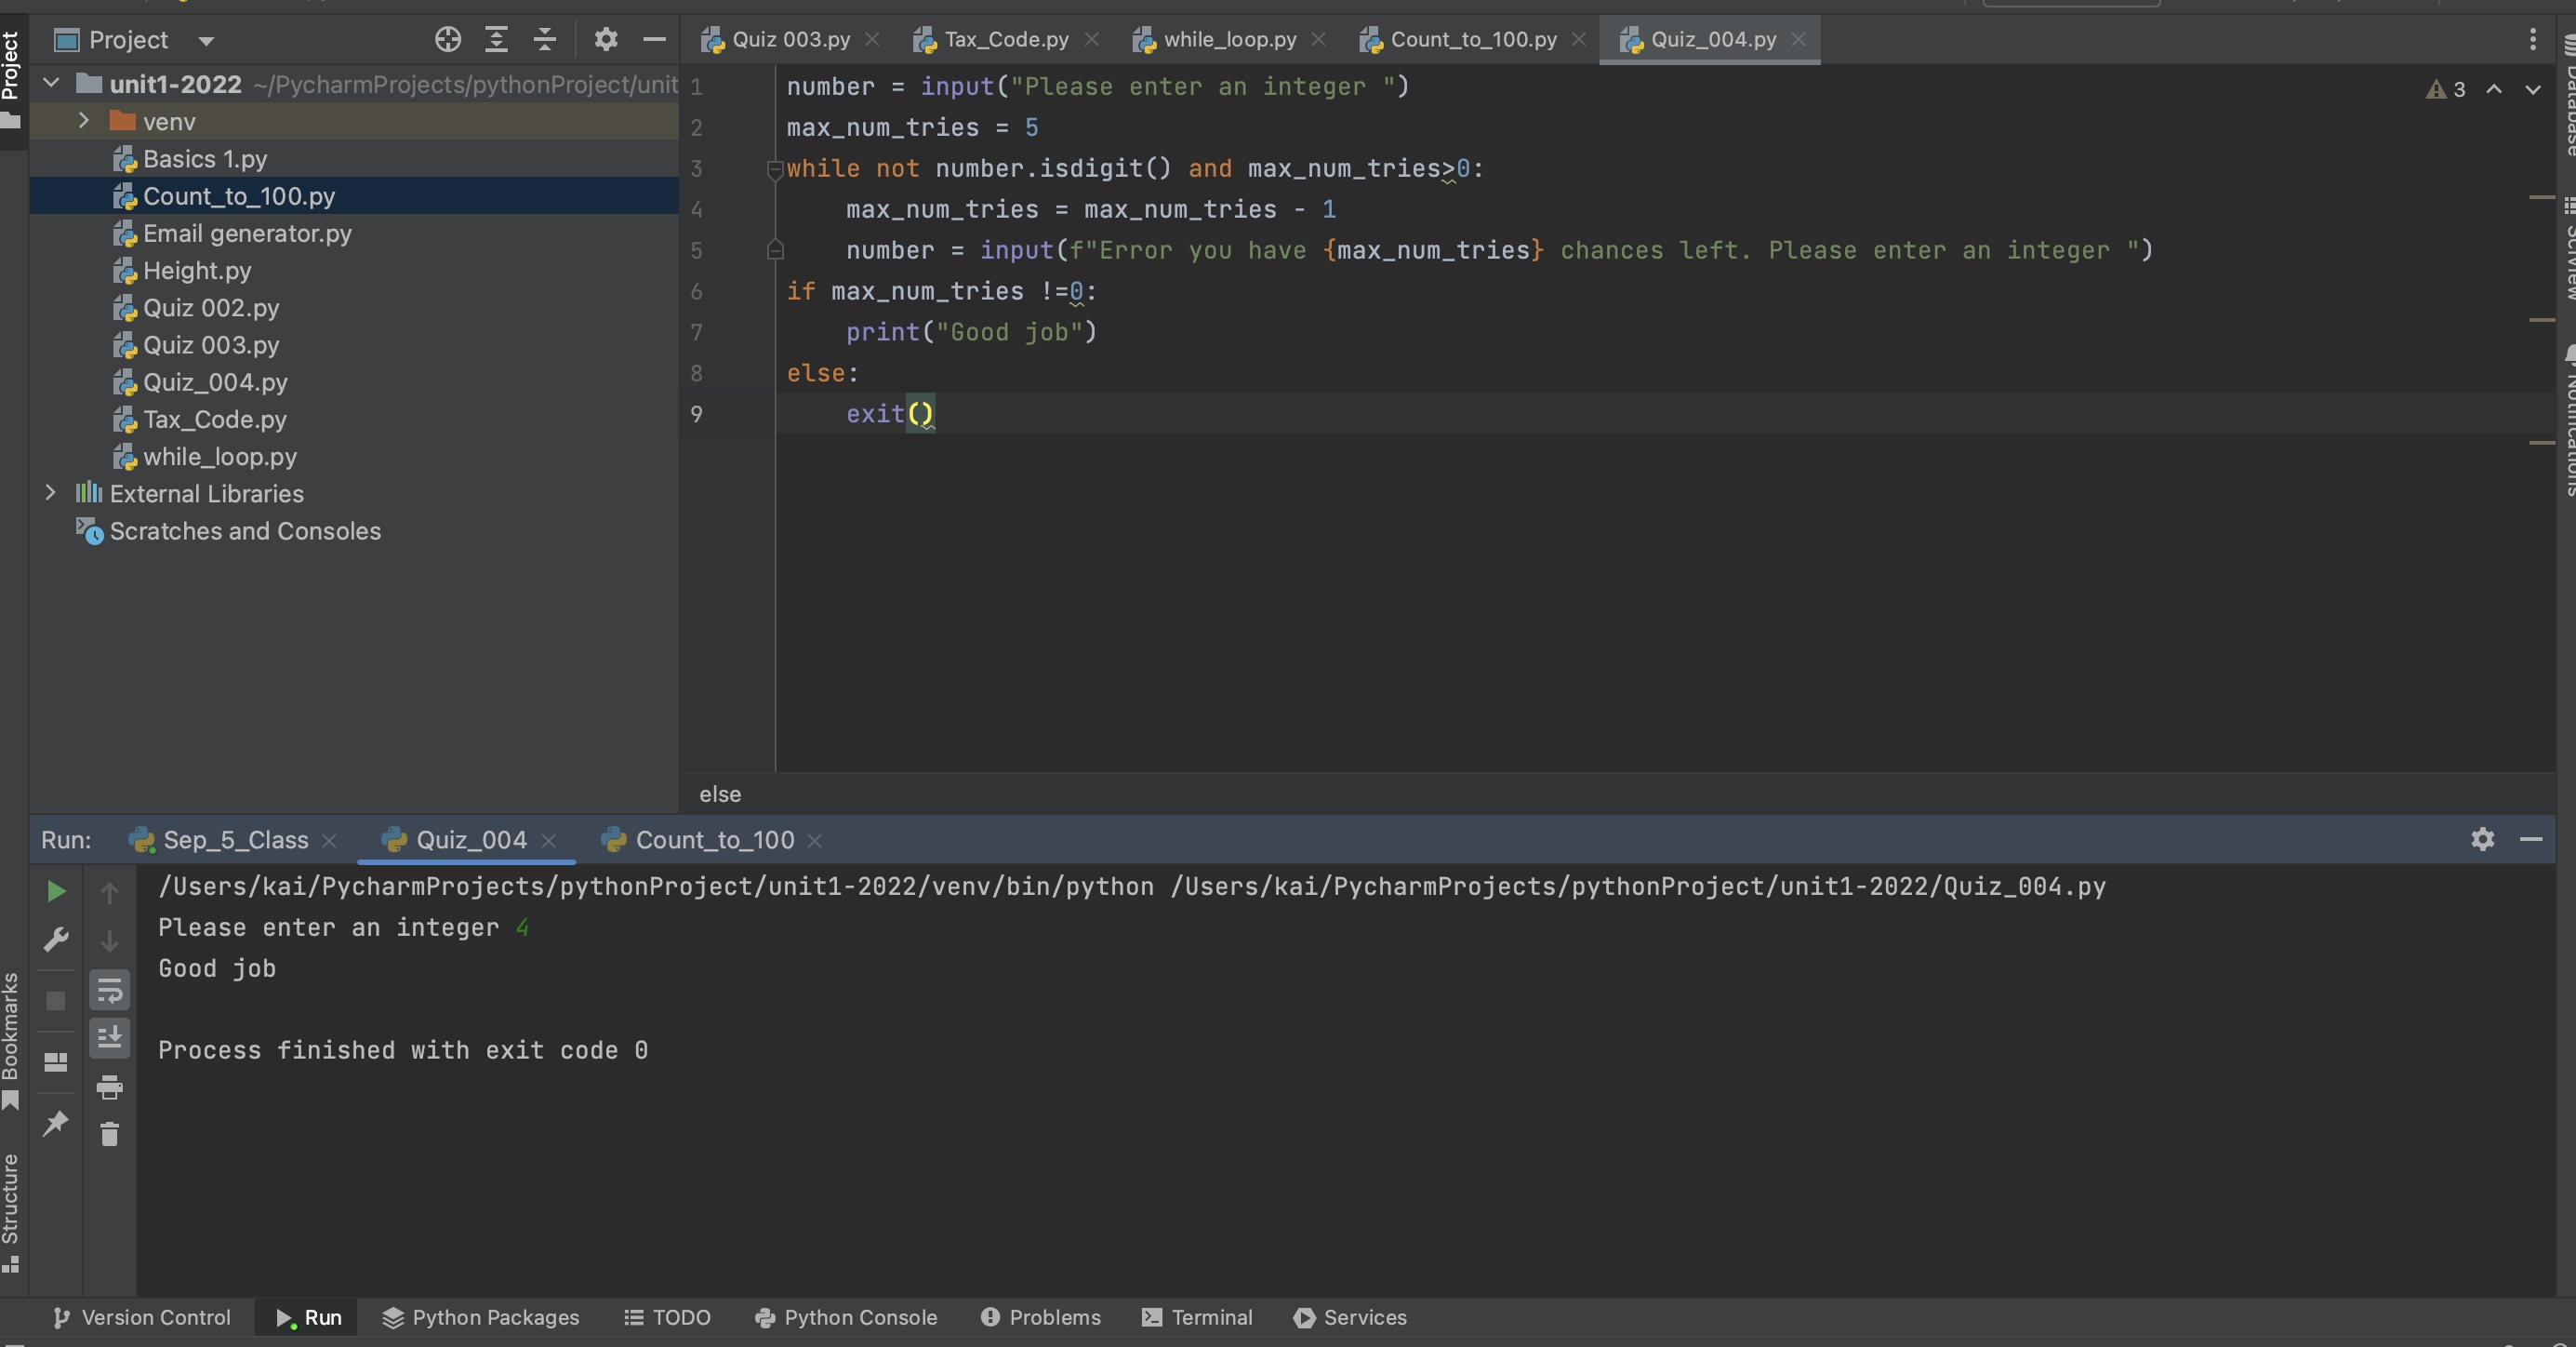 Project
Project
unit1-2022 ~/PycharmProjects/pythonProject/unit
venv
Basics 1.py
Count_to_100.py
Email generator.py
Height.py
Quiz 002.py
Quiz 003.py
Quiz_004.py
Tax_Code.py
while_loop.py
External Libraries
Scratches and Consoles
Quiz 003.py Tax_Code.py while_loop.py Count_to_100.py Quiz_004.py
3
1 number = input("Please enter an integer ")
2 max_num_tries = 5
3 while not number.isdigit() and max_num_tries>0:
4     max_num_tries = max_num_tries - 1
5     number = input(f"Error you have {max_num_tries} chances left. Please enter an integer ")
6 if max_num_tries !=0:
7     print("Good job")
8 else:
9     exit()
else
Database
SciView
Notifications
Run: Sep_5_Class Quiz_004 Count_to_100
/Users/kai/PycharmProjects/pythonProject/unit1-2022/venv/bin/python /Users/kai/PycharmProjects/pythonProject/unit1-2022/Quiz_004.py
Please enter an integer 4
Good job
Process finished with exit code 0
Bookmarks
Structure
Version Control Run Python Packages TODO Python Console Problems Terminal Services